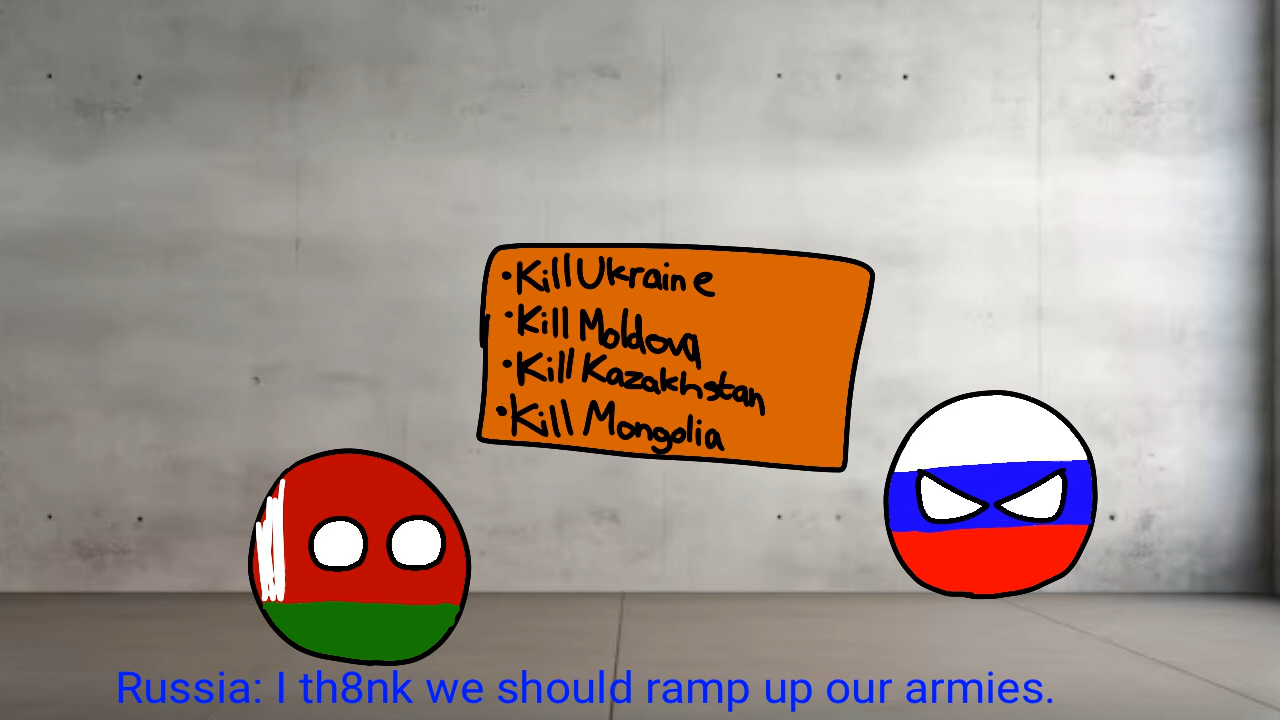 •Kill Ukraine
•Kill Moldova
•Kill Kazakhstan
•Kill Mongolia
Russia: I th8nk we should ramp up our armies.